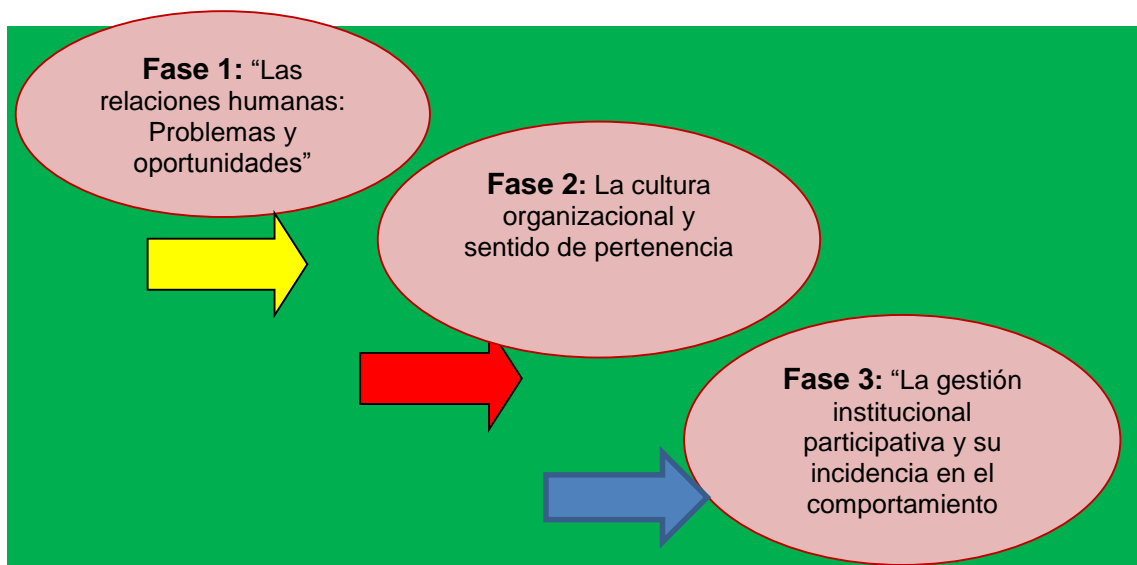 Fase 1: “Las
relaciones humanas:
Problemas y
oportunidades”
Fase 2: La cultura
organizacional y
sentido de pertenencia
Fase 3: “La gestión
institucional
participativa y su
incidencia en el
comportamiento